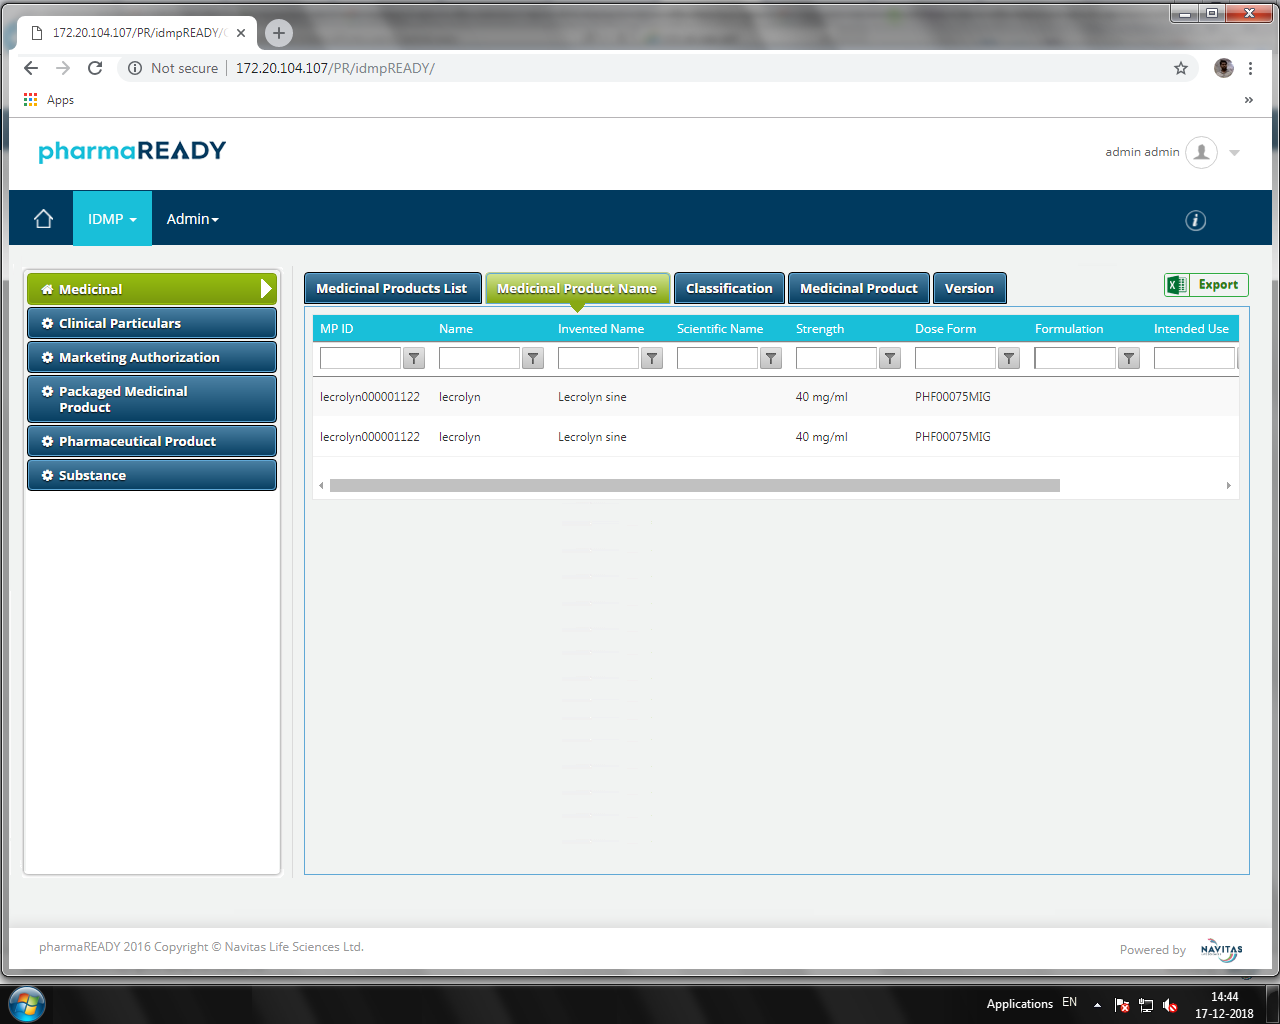 172.20.104.107/PR/idmpREADY/
Not secure 172.20.104.107/PR/idmpREADY/
Apps
pharmaREADY
admin admin
IDMP Admin
Medicinal
Clinical Particulars
Marketing Authorization
Packaged Medicinal
Product
Pharmaceutical Product
Substance
Medicinal Products List Medicinal Product Name Classification Medicinal Product Version Export
MP ID Name Invented Name Scientific Name Strength Dose Form Formulation Intended Use
lecrolyn000001122 lecrolyn Lecrolyn sine 40 mg/ml PHF00075MIG
lecrolyn000001122 lecrolyn Lecrolyn sine 40 mg/ml PHF00075MIG
pharmaREADY 2016 Copyright © Navitas Life Sciences Ltd.
Powered by NAVITAS
Applications EN 14:44
17-12-2018